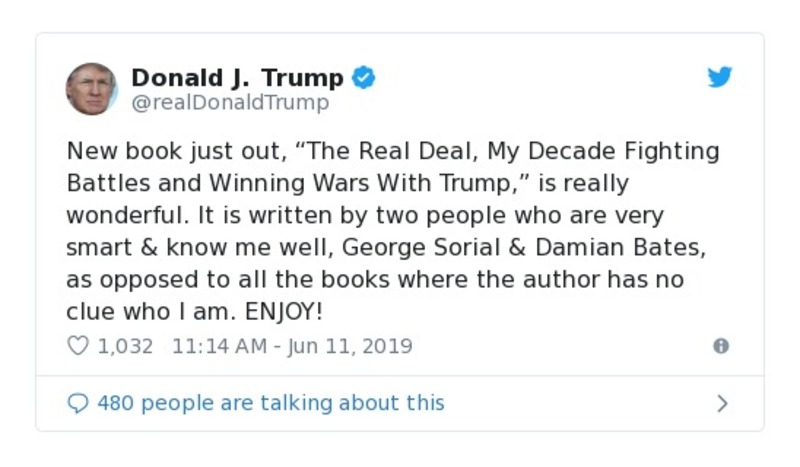 Donald J. Trump
@realDonaldTrump
New book just out, “The Real Deal, My Decade Fighting
Battles and Winning Wars With Trump,” is really
wonderful. It is written by two people who are very
smart & know me well, George Sorial & Damian Bates,
as opposed to all the books where the author has no
clue who I am. ENJOY!
1,032 11:14 AM - Jun 11, 2019
480 people are talking about this